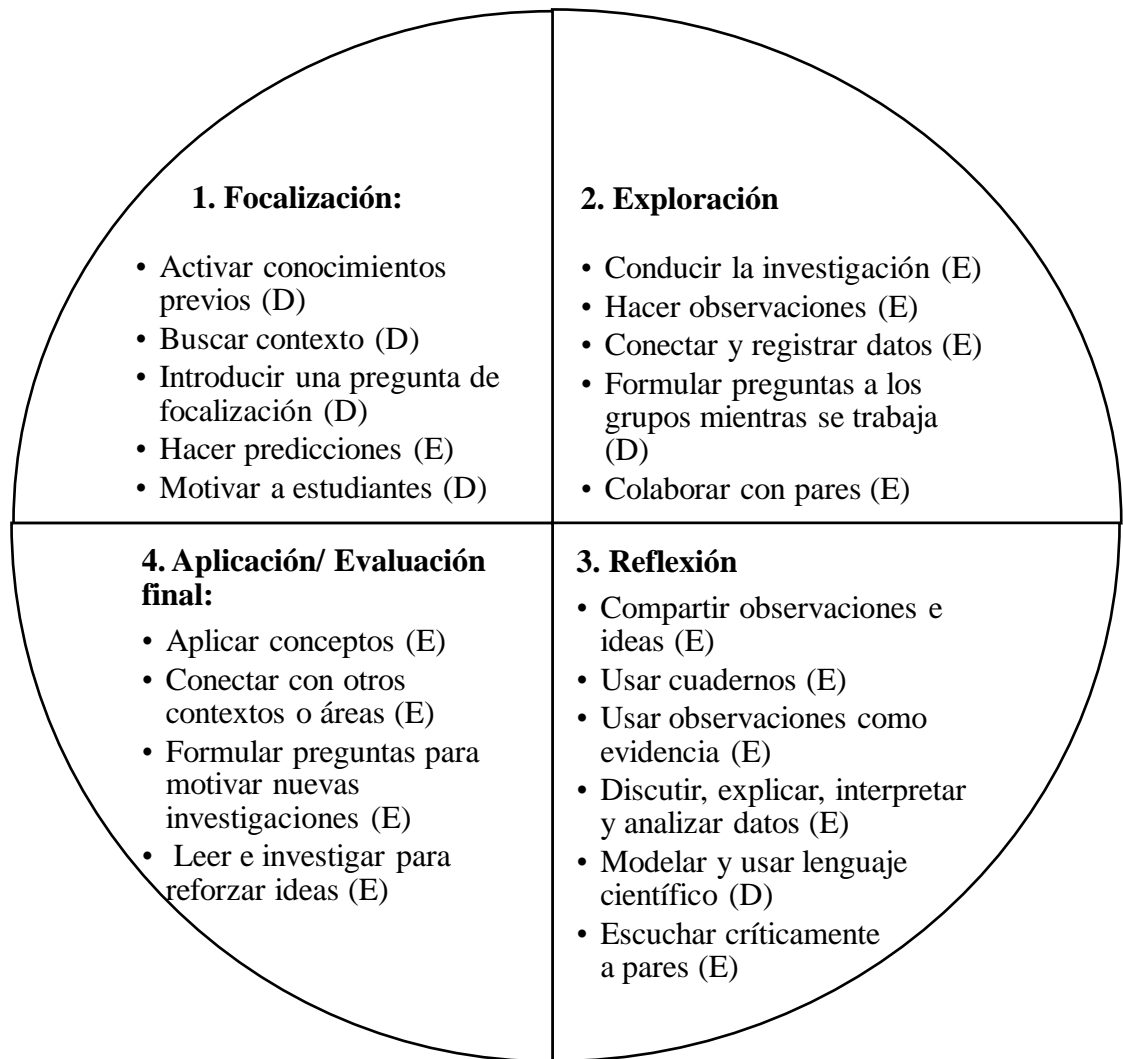 1. Focalización:
• Activar conocimientos
previos (D)
• Buscar contexto (D)
• Introducir una pregunta de
focalización (D)
• Hacer predicciones (E)
• Motivar a estudiantes (D)
2. Exploración
• Conducir la investigación (E)
• Hacer observaciones (E)
• Conectar y registrar datos (E)
• Formular preguntas a los
grupos mientras se trabaja
(D)
• Colaborar con pares (E)
3. Reflexión
• Compartir observaciones e
ideas (E)
• Usar cuadernos (E)
• Usar observaciones como
evidencia (E)
• Discutir, explicar, interpretar
y analizar datos (E)
• Modelar y usar lenguaje
científico (D)
• Escuchar críticamente
a pares (E)
4. Aplicación/ Evaluación
final:
• Aplicar conceptos (E)
• Conectar con otros
contextos o áreas (E)
• Formular preguntas para
motivar nuevas
investigaciones (E)
• Leer e investigar para
reforzar ideas (E)